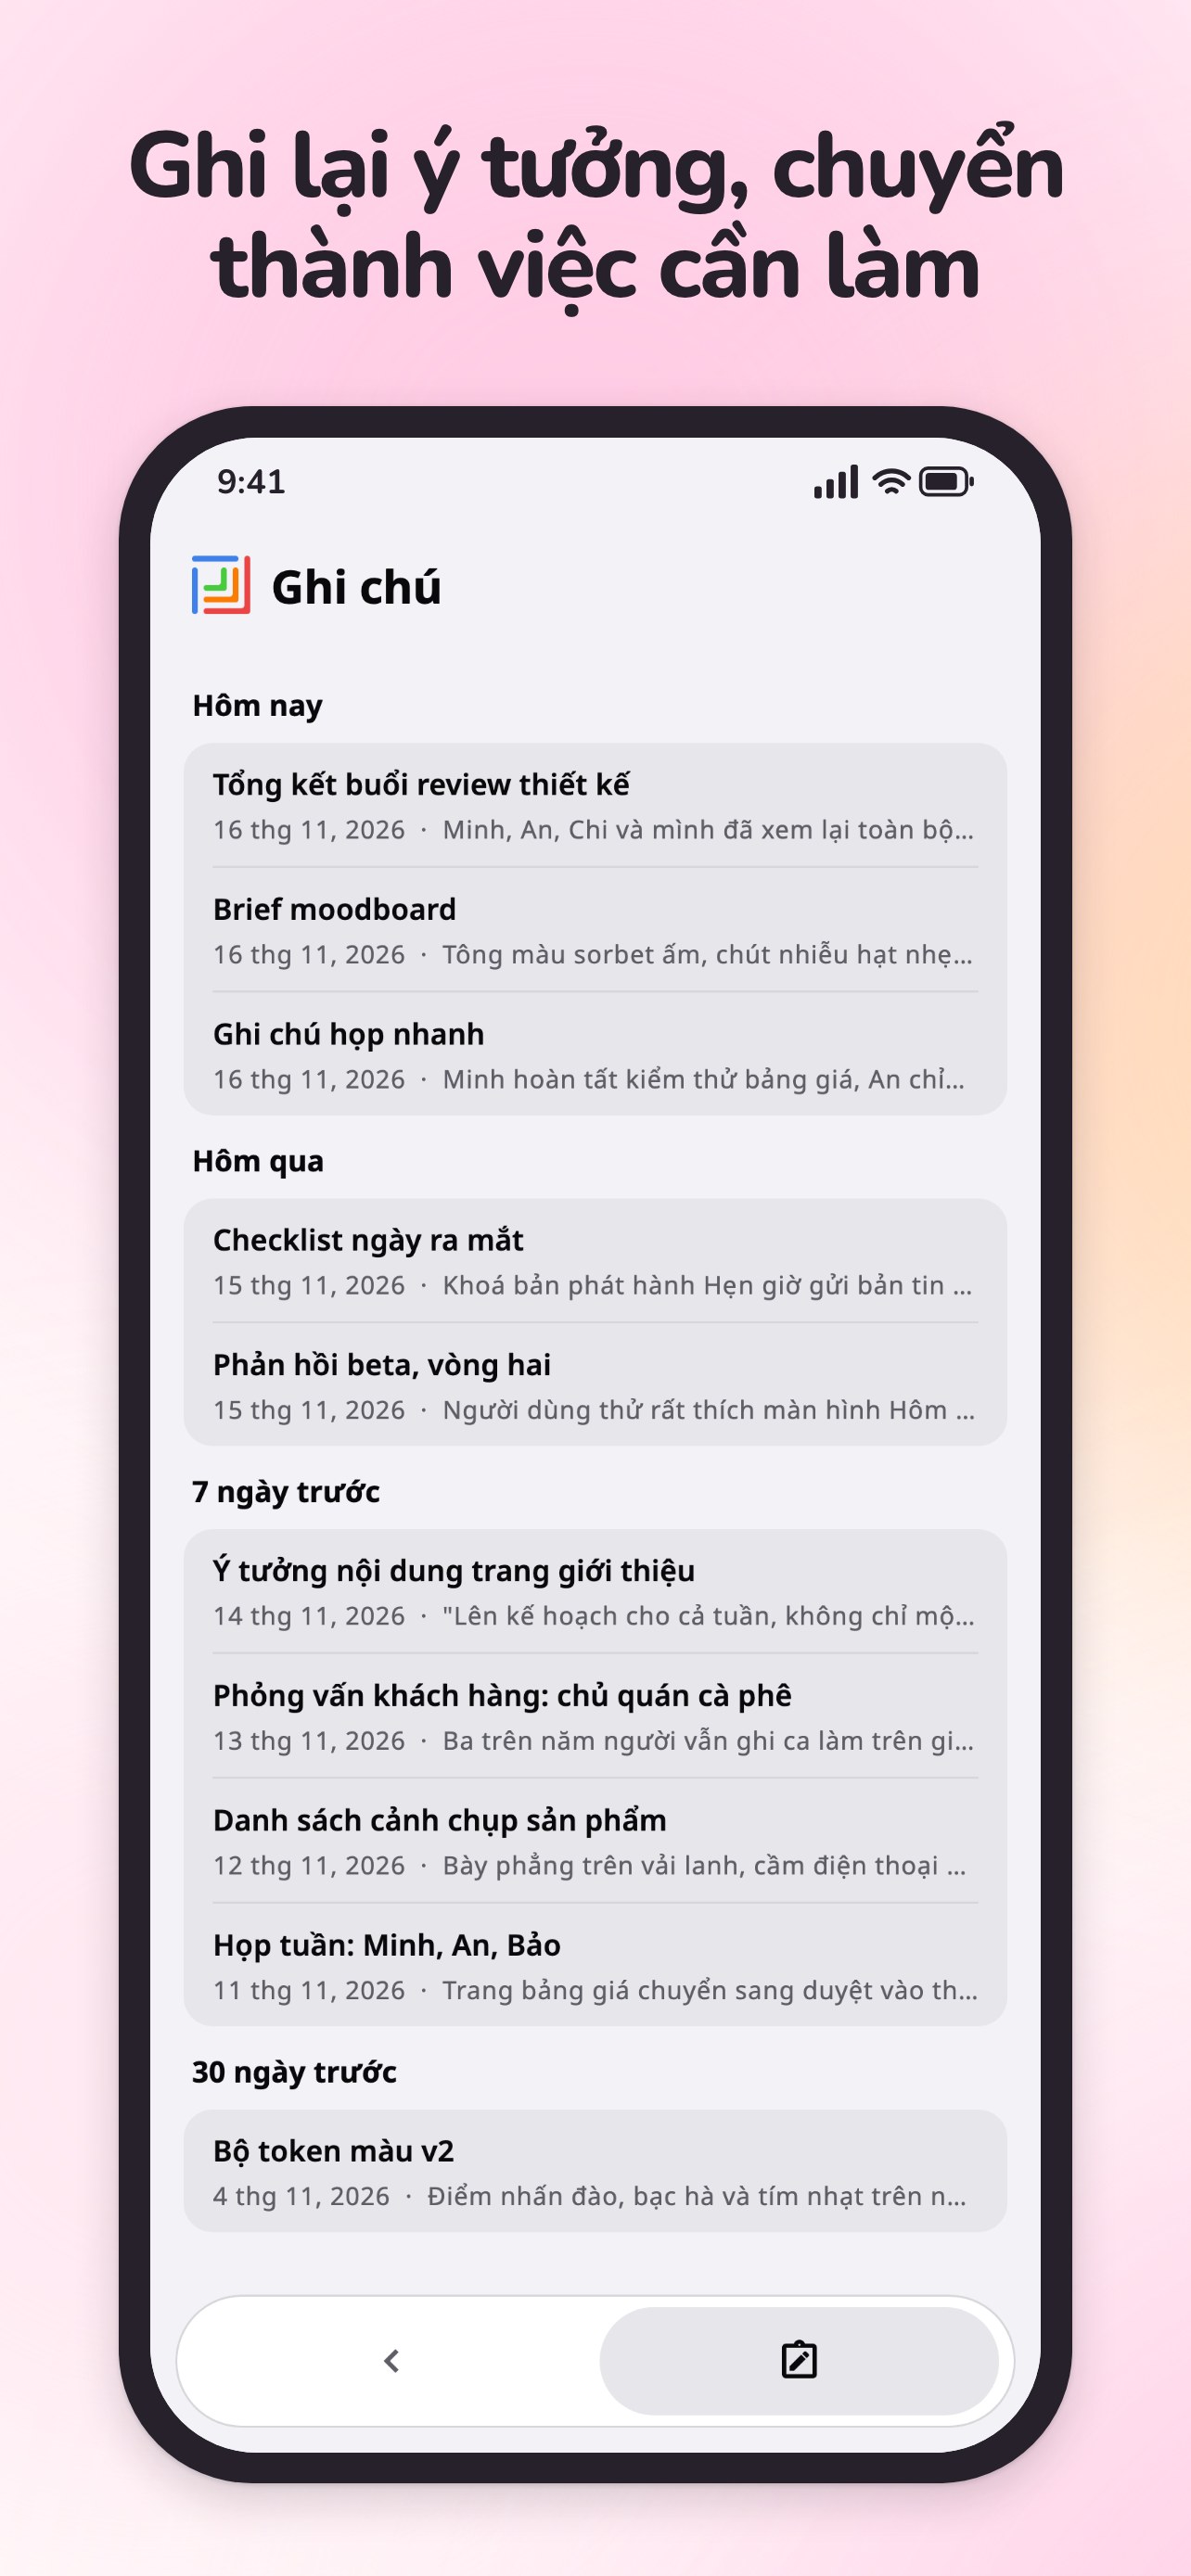 Ghi lại ý tưởng, chuyển
thành việc cần làm
9:41
Ghi chú
Hôm nay
Tổng kết buổi review thiết kế
16 thg 11, 2026 · Minh, An, Chi và mình đã xem lại toàn bộ...
Brief moodboard
16 thg 11, 2026 · Tông màu sorbet ấm, chút nhiễu hạt nhẹ...
Ghi chú họp nhanh
16 thg 11, 2026 · Minh hoàn tất kiểm thử bảng giá, An chỉ...
Hôm qua
Checklist ngày ra mắt
15 thg 11, 2026 · Khoá bản phát hành Hẹn giờ gửi bản tin ...
Phản hồi beta, vòng hai
15 thg 11, 2026 · Người dùng thử rất thích màn hình Hôm ...
7 ngày trước
Ý tưởng nội dung trang giới thiệu
14 thg 11, 2026 · "Lên kế hoạch cho cả tuần, không chỉ mộ...
Phỏng vấn khách hàng: chủ quán cà phê
13 thg 11, 2026 · Ba trên năm người vẫn ghi ca làm trên gi...
Danh sách cảnh chụp sản phẩm
12 thg 11, 2026 · Bày phẳng trên vải lanh, cầm điện thoại ...
Họp tuần: Minh, An, Bảo
11 thg 11, 2026 · Trang bảng giá chuyển sang duyệt vào th...
30 ngày trước
Bộ token màu v2
4 thg 11, 2026 · Điểm nhấn đào, bạc hà và tím nhạt trên n...